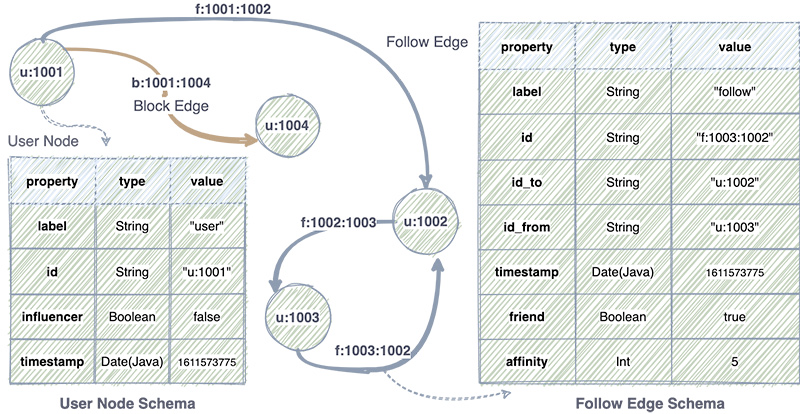 f:1001:1002
Follow Edge
u:1001
b:1001:1004
Block Edge
u:1004
User Node
property type value
label String "user"
id String "u:1001"
influencer Boolean false
timestamp Date(Java) 1611573775
User Node Schema
u:1002
f:1002:1003
u:1003
f:1003:1002
property type value
label String "follow"
id String "f:1003:1002"
id_to String "u:1002"
id_from String "u:1003"
timestamp Date(Java) 1611573775
friend Boolean true
affinity Int 5
Follow Edge Schema